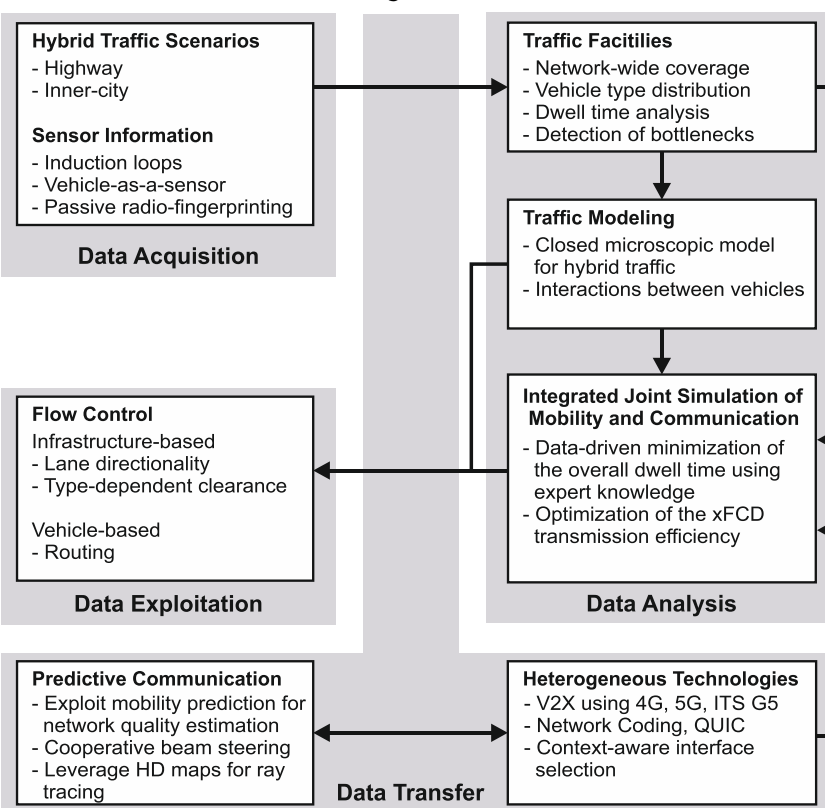 Hybrid Traffic Scenarios
- Highway
- Inner-city
Sensor Information
- Induction loops
- Vehicle-as-a-sensor
- Passive radio-fingerprinting
Data Acquisition
Traffic Facitilies
- Network-wide coverage
- Vehicle type distribution
- Dwell time analysis
- Detection of bottlenecks
Traffic Modeling
- Closed microscopic model
for hybrid traffic
- Interactions between vehicles
Integrated Joint Simulation of
Mobility and Communication
- Data-driven minimization of
the overall dwell time using
expert knowledge
- Optimization of the xFCD
transmission efficiency
Data Analysis
Flow Control
Infrastructure-based
- Lane directionality
- Type-dependent clearance
Vehicle-based
- Routing
Data Exploitation
Predictive Communication
- Exploit mobility prediction for
network quality estimation
- Cooperative beam steering
- Leverage HD maps for ray
tracing
Data Transfer
Heterogeneous Technologies
- V2X using 4G, 5G, ITS G5
- Network Coding, QUIC
- Context-aware interface
selection